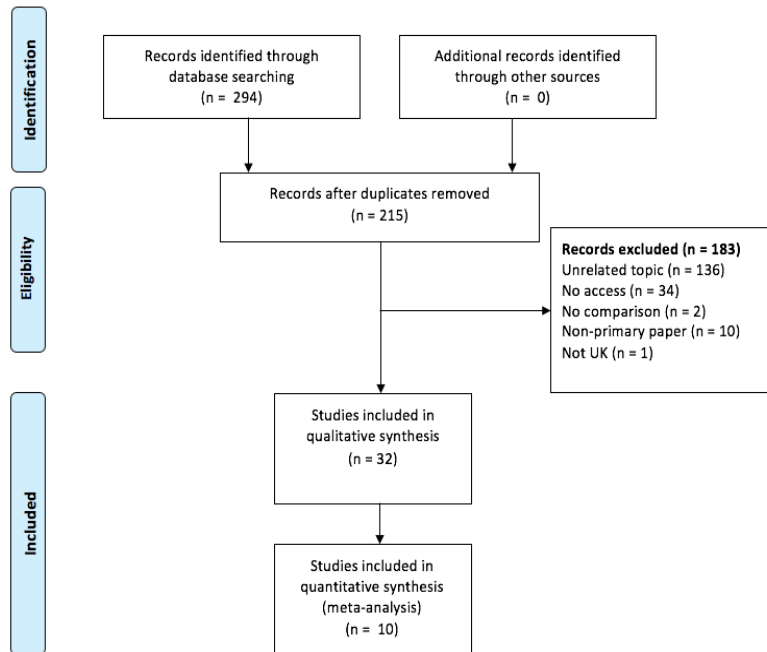 Identification
Records identified through
database searching
(n = 294)
Additional records identified
through other sources
(n = 0)
Records after duplicates removed
(n = 215)
Eligibility
Records excluded (n = 183)
Unrelated topic (n = 136)
No access (n = 34)
No comparison (n = 2)
Non-primary paper (n = 10)
Not UK (n = 1)
Included
Studies included in
qualitative synthesis
(n = 32)
Studies included in
quantitative synthesis
(meta-analysis)
(n = 10)